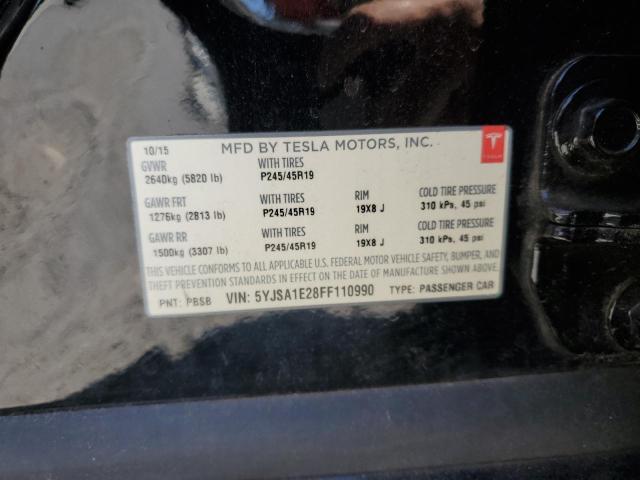 10/15 MFD BY TESLA MOTORS, INC.
TESLA
GVWR WITH TIRES
2640kg (5820 lb) P245/45R19
GAWR FRT WITH TIRES RIM COLD TIRE PRESSURE
1276kg (2813 lb) P245/45R19 19X8 J 310 kPs, 45 psi
GAWR RR WITH TIRES RIM COLD TIRE PRESSURE
1500kg (3307 lb) P245/45R19 19X8 J 310 kPs, 45 psi
THIS VEHICLE CONFORMS TO ALL APPLICABLE U.S. FEDERAL MOTOR VEHICLE SAFETY, BUMPER, AND
THEFT PREVENTION STANDARDS IN EFFECT ON THE DATE OF MANUFACTURE SHOWN ABOVE.
PNT: PBSB VIN: 5YJSA1E28FF110990 TYPE: PASSENGER CAR